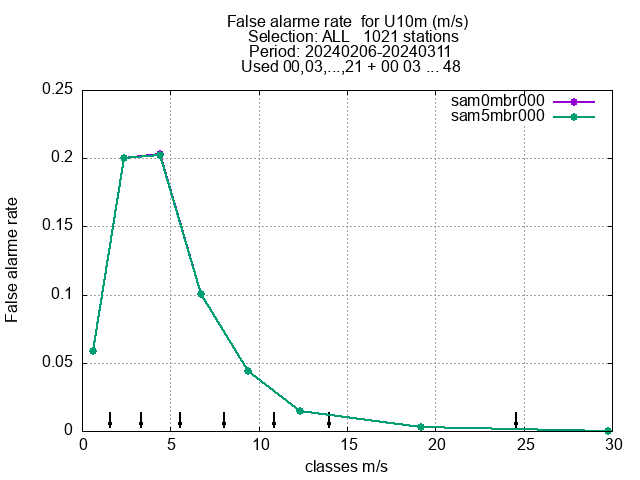 False alarme rate  for U10m (m/s)
Selection: ALL   1021 stations
Period: 20240206-20240311
Used 00,03,...,21 + 00 03 ... 48
sam0mbr000
sam5mbr000
0.25
0.2
0.15
0.1
0.05
0
False alarme rate
0 5 10 15 20 25 30
classes m/s